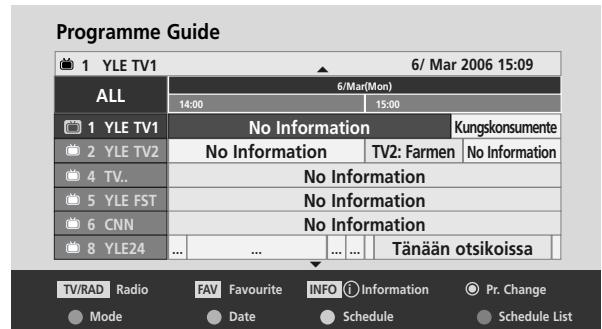 Programme Guide
1 YLE TV1 6/ Mar 2006 15:09
ALL 6/Mar(Mon)
14:00 15:00
1 YLE TV1 No Information Kungskonsumente
2 YLE TV2 No Information TV2: Farmen No Information
4 TV.. No Information
5 YLE FST No Information
6 CNN No Information
8 YLE24 ... ... ... ... Tänään otsikoissa
TV/RAD Radio FAV Favourite INFO i Information Pr. Change
Mode Date Schedule Schedule List